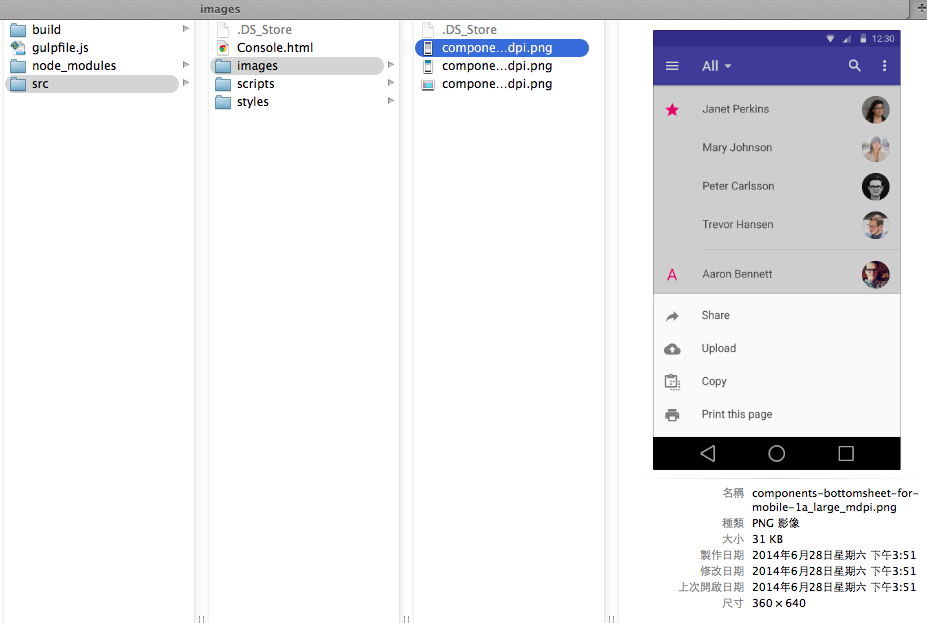 images
build
gulpfile.js
node_modules
src
.DS_Store
Console.html
images
scripts
styles
.DS_Store
compone...dpi.png
compone...dpi.png
compone...dpi.png
12:30
All
Janet Perkins
Mary Johnson
Peter Carlsson
Trevor Hansen
A Aaron Bennett
Share
Upload
Copy
Print this page
名稱 components-bottomsheet-for-
mobile-1a_large_mdpi.png
種類 PNG 影像
大小 31 KB
製作日期 2014年6月28日星期六 下午3:51
修改日期 2014年6月28日星期六 下午3:51
上次開啟日期 2014年6月28日星期六 下午3:51
尺寸 360 × 640